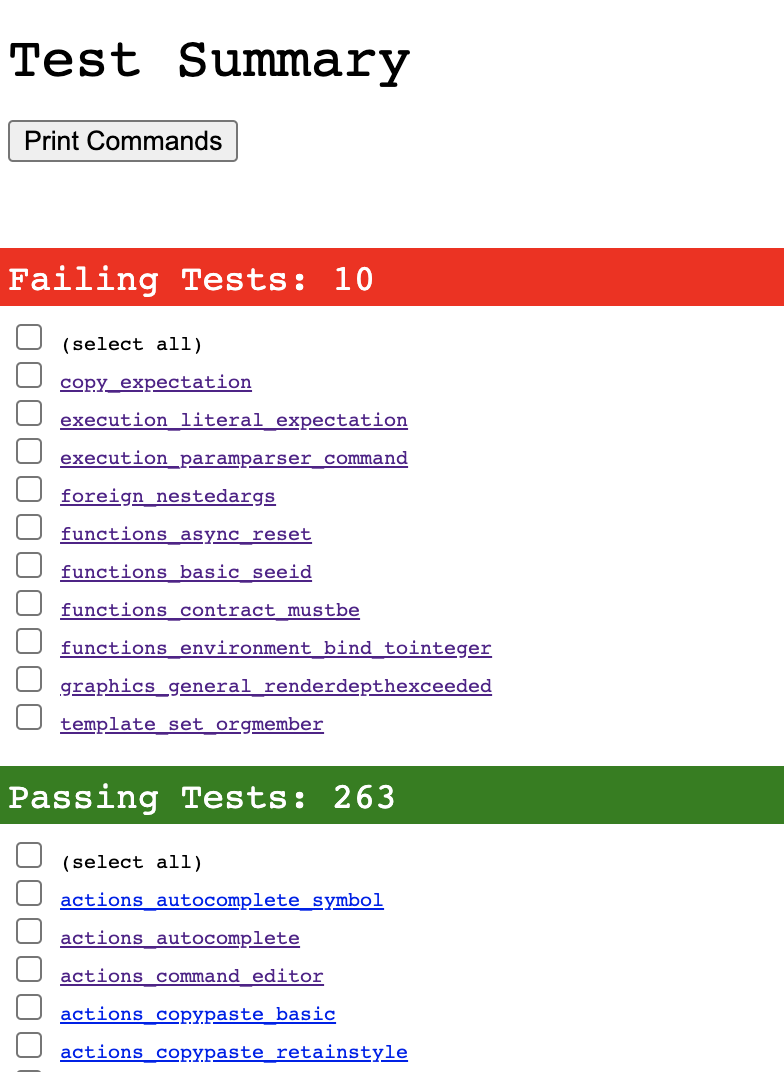 Test Summary
Print Commands
Failing Tests: 10
(select all)
copy_expectation
execution_literal_expectation
execution_paramparser_command
foreign_nestedargs
functions_async_reset
functions_basic_seeid
functions_contract_mustbe
functions_environment_bind_tointeger
graphics_general_renderdepthexceeded
template_set_orgmember
Passing Tests: 263
(select all)
actions_autocomplete_symbol
actions_autocomplete
actions_command_editor
actions_copypaste_basic
actions_copypaste_retainstyle